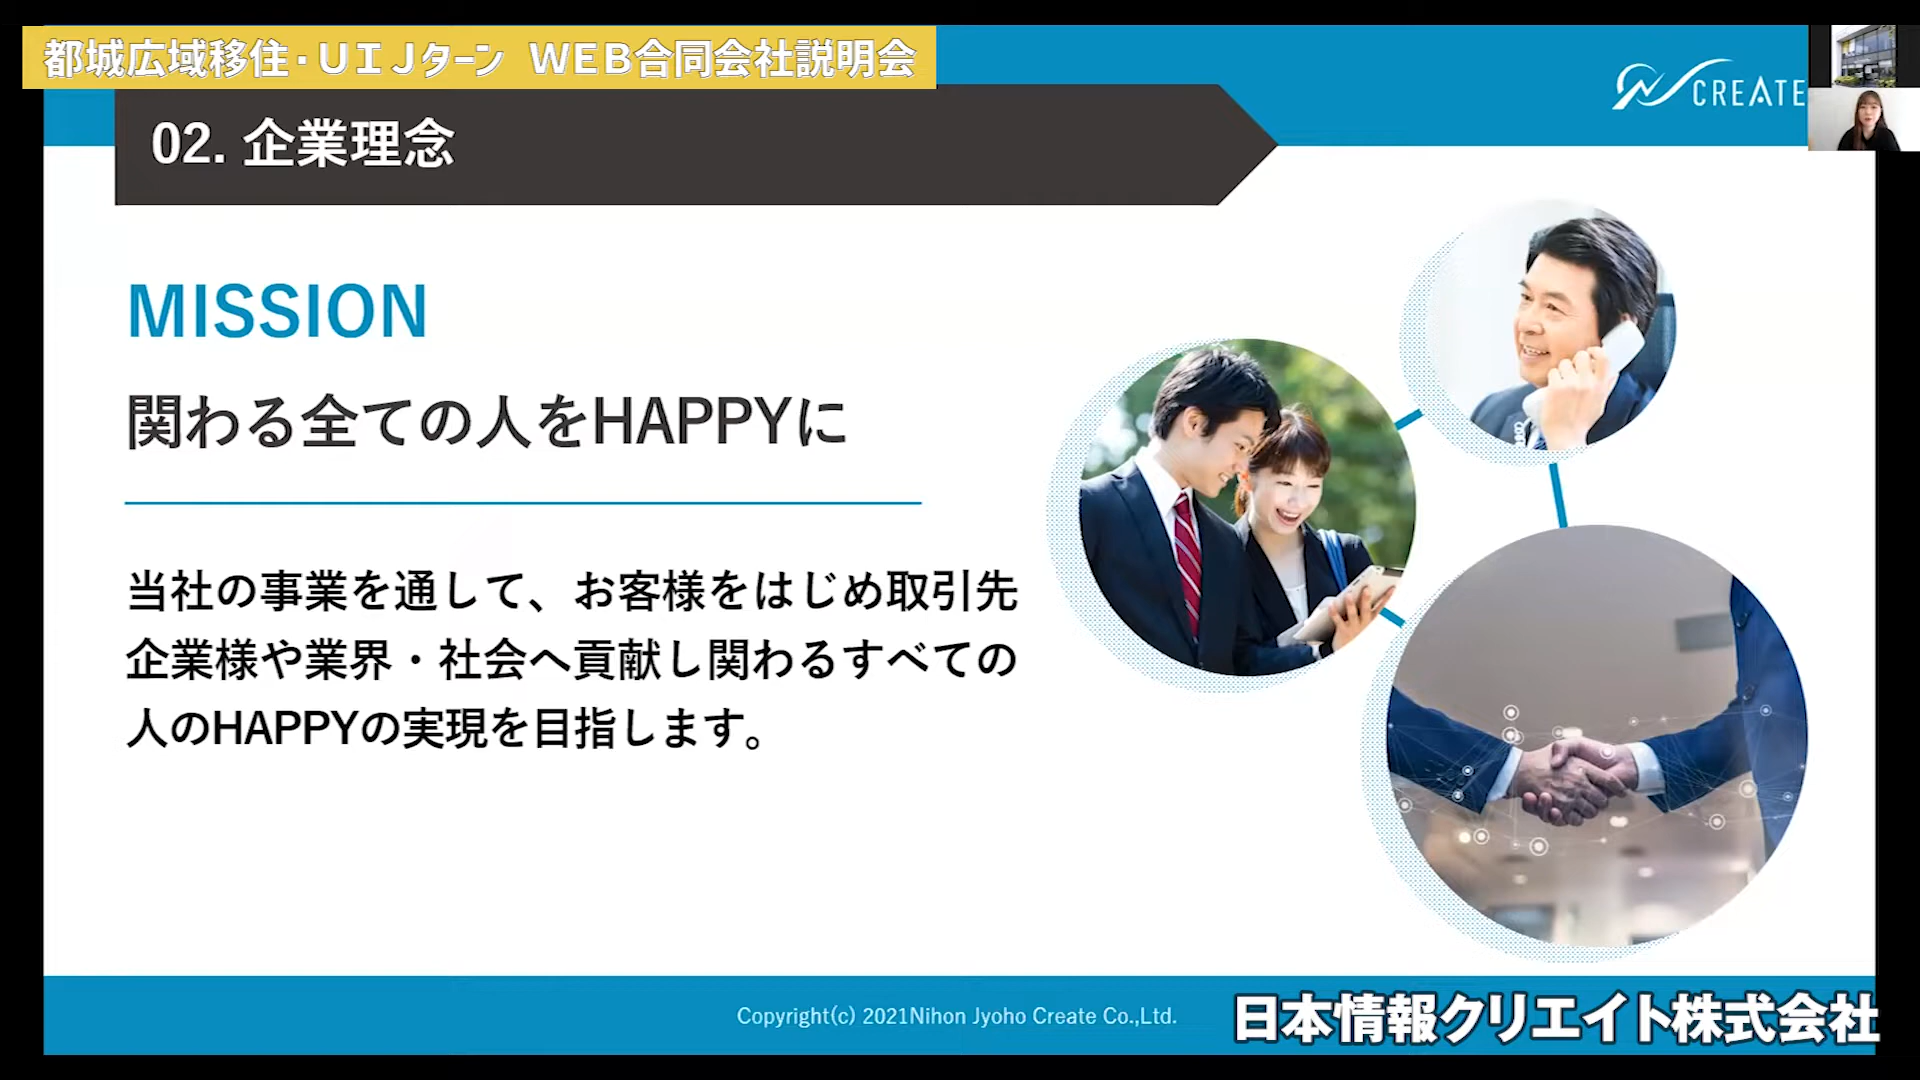 都城広域移住・ＵＩＪターン ＷＥＢ合同会社説明会
CREATE
02. 企業理念
MISSION
関わる全ての人をHAPPYに
当社の事業を通して、お客様をはじめ取引先
企業様や業界・社会へ貢献し関わるすべての
人のHAPPYの実現を目指します。
Copyright(c) 2021Nihon Jyoho Create Co.,Ltd.
日本情報クリエイト株式会社